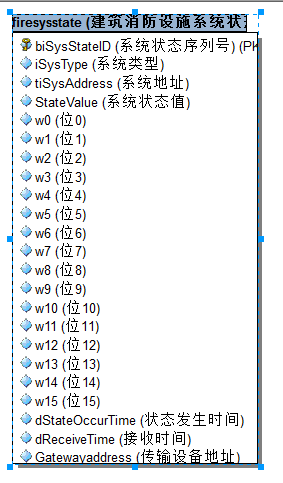 firesysstate (建筑消防设施系统状
biSysStateID (系统状态序列号) (PK
iSysType (系统类型)
tiSysAddress (系统地址)
StateValue (系统状态值)
w0 (位0)
w1 (位1)
w2 (位2)
w3 (位3)
w4 (位4)
w5 (位5)
w6 (位6)
w7 (位7)
w8 (位8)
w9 (位9)
w10 (位10)
w11 (位11)
w12 (位12)
w13 (位13)
w14 (位14)
w15 (位15)
dStateOccurTime (状态发生时间)
dReceiveTime (接收时间)
Gatewayaddress (传输设备地址)